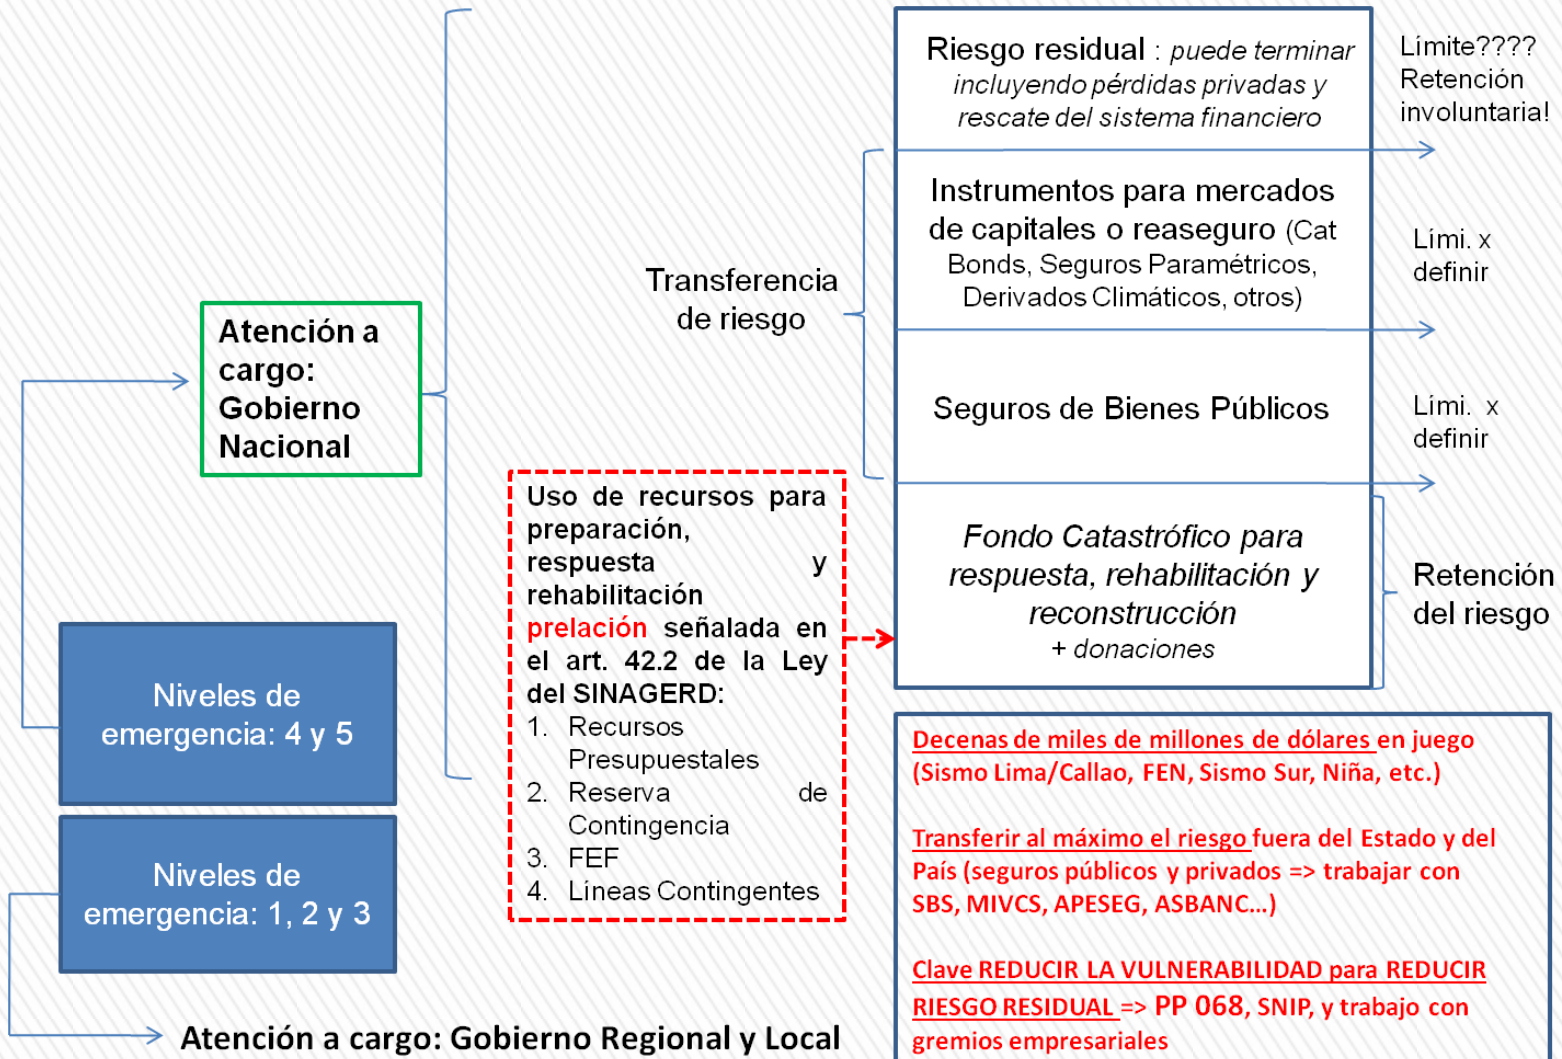 Atención a
cargo:
Gobierno
Nacional
Niveles de
emergencia: 4 y 5
Niveles de
emergencia: 1, 2 y 3
Atención a cargo: Gobierno Regional y Local
Uso de recursos para
preparación,
respuesta y
rehabilitación
prelación señalada en
el art. 42.2 de la Ley
del SINAGERD:
1. Recursos
Presupuestales
2. Reserva de
Contingencia
3. FEF
4. Líneas Contingentes
Transferencia
de riesgo
Riesgo residual : puede terminar
incluyendo pérdidas privadas y
rescate del sistema financiero
Límite????
Retención
involuntaria!
Instrumentos para mercados
de capitales o reaseguro (Cat
Bonds, Seguros Paramétricos,
Derivados Climáticos, otros)
Lími. x
definir
Seguros de Bienes Públicos
Lími. x
definir
Fondo Catastrófico para
respuesta, rehabilitación y
reconstrucción
+ donaciones
Retención
del riesgo
Decenas de miles de millones de dólares en juego
(Sismo Lima/Callao, FEN, Sismo Sur, Niña, etc.)
Transferir al máximo el riesgo fuera del Estado y del
País (seguros públicos y privados => trabajar con
SBS, MIVCS, APESEG, ASBANC...)
Clave REDUCIR LA VULNERABILIDAD para REDUCIR
RIESGO RESIDUAL => PP 068, SNIP, y trabajo con
gremios empresariales